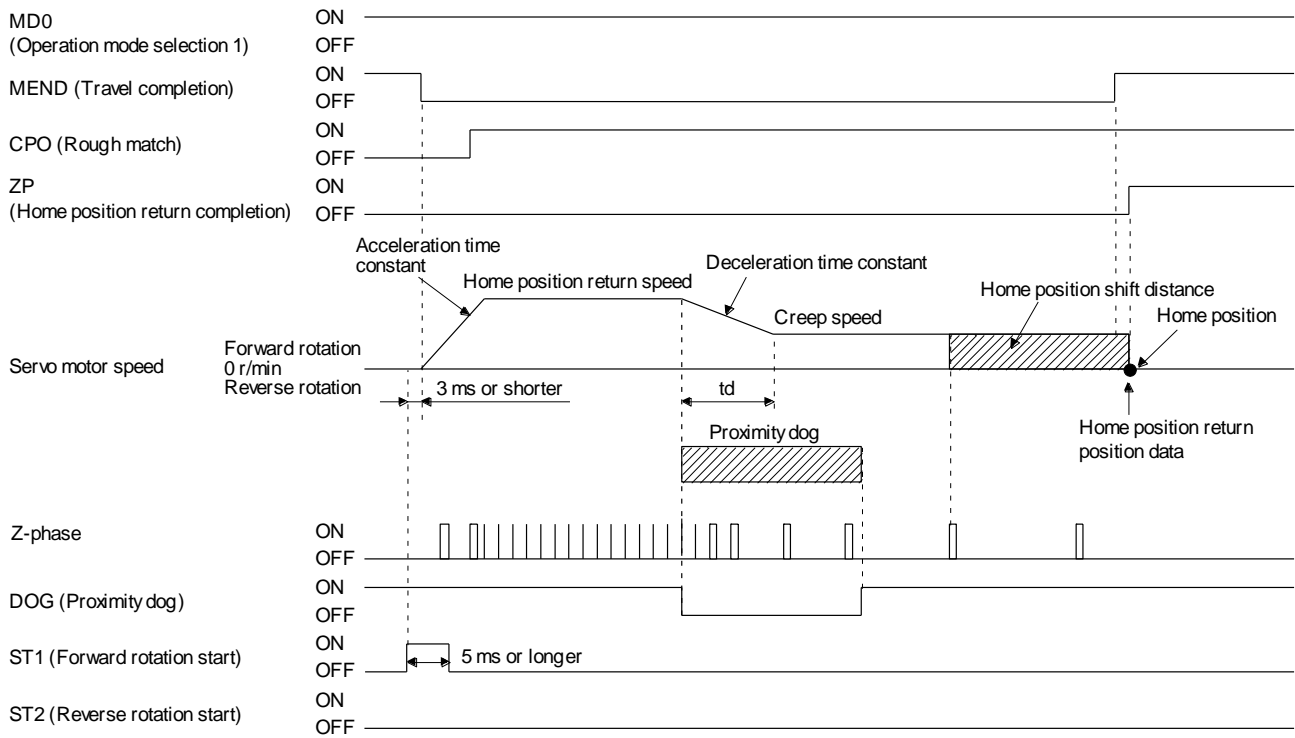 MD0
(Operation mode selection 1)
ON
OFF
MEND (Travel completion)
ON
OFF
CPO (Rough match)
ON
OFF
ZP
(Home position return completion)
ON
OFF
Acceleration time
constant
Home position return speed
Deceleration time constant
Creep speed
Home position shift distance
Home position
Servo motor speed
Forward rotation
0 r/min
Reverse rotation
3 ms or shorter
td
Proximity dog
Home position return
position data
Z-phase
ON
OFF
DOG (Proximity dog)
ON
OFF
ST1 (Forward rotation start)
ON
OFF
5 ms or longer
ST2 (Reverse rotation start)
ON
OFF